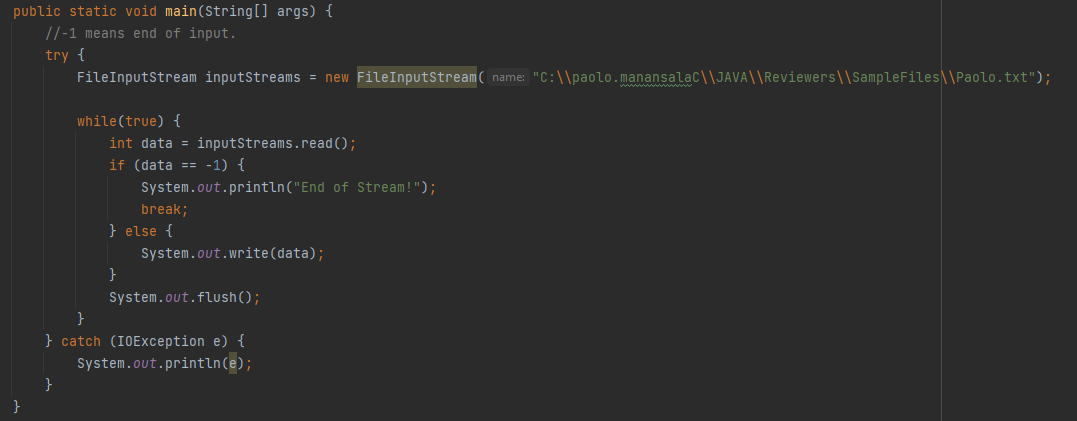 public static void main(String[] args) {
//-1 means end of input.
try {
FileInputStream inputStreams = new FileInputStream( name: "C:\\paolo.manansalaC\\JAVA\\Reviewers\\SampleFiles\\Paolo.txt");
while(true) {
int data = inputStreams.read();
if (data == -1) {
System.out.println("End of Stream!");
break;
} else {
System.out.write(data);
}
System.out.flush();
}
} catch (IOException e) {
System.out.println(e);
}
}